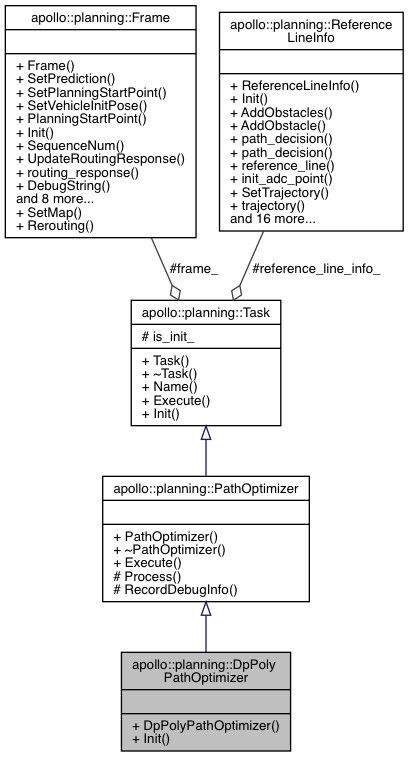 apollo::planning::Frame
+ Frame()
+ SetPrediction()
+ SetPlanningStartPoint()
+ SetVehicleInitPose()
+ PlanningStartPoint()
+ Init()
+ SequenceNum()
+ UpdateRoutingResponse()
+ routing_response()
+ DebugString()
and 8 more...
+ SetMap()
+ Rerouting()
apollo::planning::Reference
LineInfo
+ ReferenceLineInfo()
+ Init()
+ AddObstacles()
+ AddObstacle()
+ path_decision()
+ path_decision()
+ reference_line()
+ init_adc_point()
+ SetTrajectory()
+ trajectory()
and 16 more...
#frame_
#reference_line_info_
apollo::planning::Task
# is_init_
+ Task()
+ ~Task()
+ Name()
+ Execute()
+ Init()
apollo::planning::PathOptimizer
+ PathOptimizer()
+ ~PathOptimizer()
+ Execute()
# Process()
# RecordDebugInfo()
apollo::planning::DpPoly
PathOptimizer
+ DpPolyPathOptimizer()
+ Init()